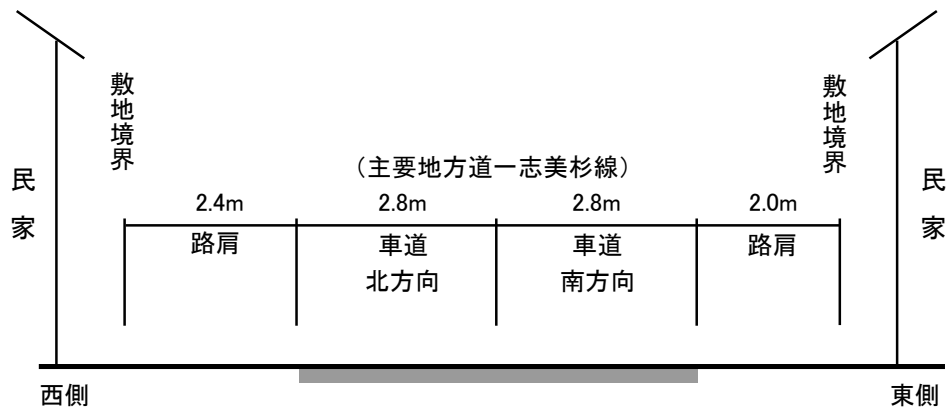 敷地境界
敷地境界
民家
民家
（主要地方道一志美杉線）
2.4m
2.8m
2.8m
2.0m
路肩
車道
北方向
車道
南方向
路肩
西側
東側